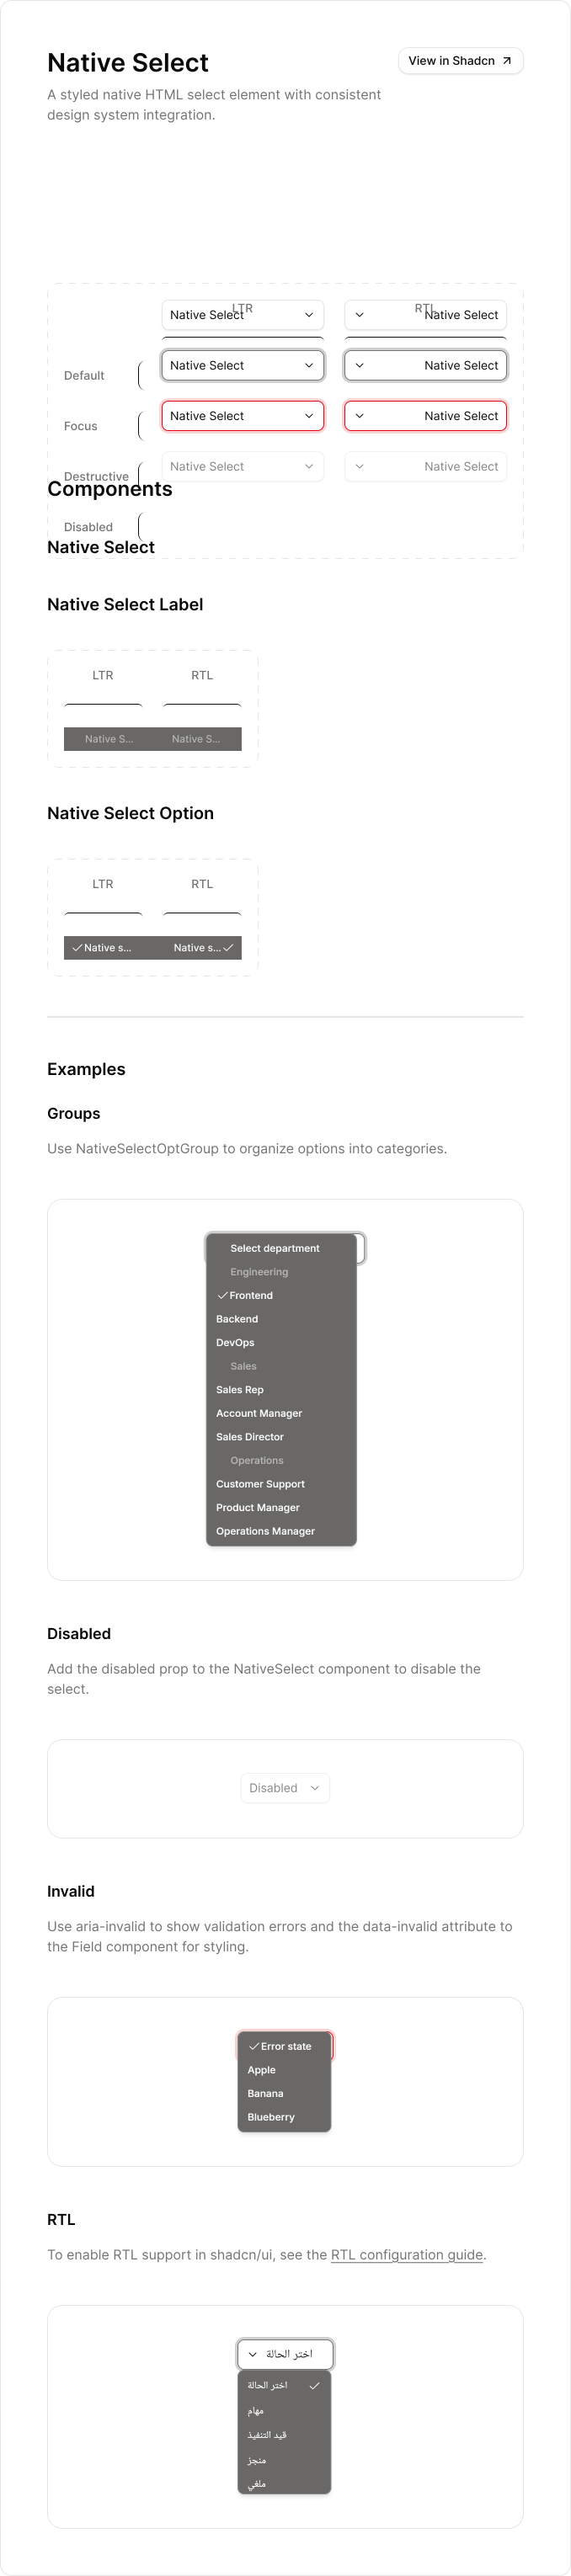 Native Select
View in Shadcn
A styled native HTML select element with consistent
design system integration.
LTR
RTL
Native Select
Native Select
Default
Native Select
Native Select
Focus
Native Select
Native Select
Destructive
Native Select
Native Select
Components
Disabled
Native Select
Native Select Label
LTR
RTL
Native S...
Native S...
Native Select Option
LTR
RTL
Native s...
Native s...
Examples
Groups
Use NativeSelectOptGroup to organize options into categories.
Select department
Engineering
Frontend
Backend
DevOps
Sales
Sales Rep
Account Manager
Sales Director
Operations
Customer Support
Product Manager
Operations Manager
Disabled
Add the disabled prop to the NativeSelect component to disable the
select.
Disabled
Invalid
Use aria-invalid to show validation errors and the data-invalid attribute to
the Field component for styling.
Error state
Apple
Banana
Blueberry
RTL
To enable RTL support in shadcn/ui, see the RTL configuration guide.
اختر الحالة
اختر الحالة
مهام
قيد التنفيذ
منجز
ملغي